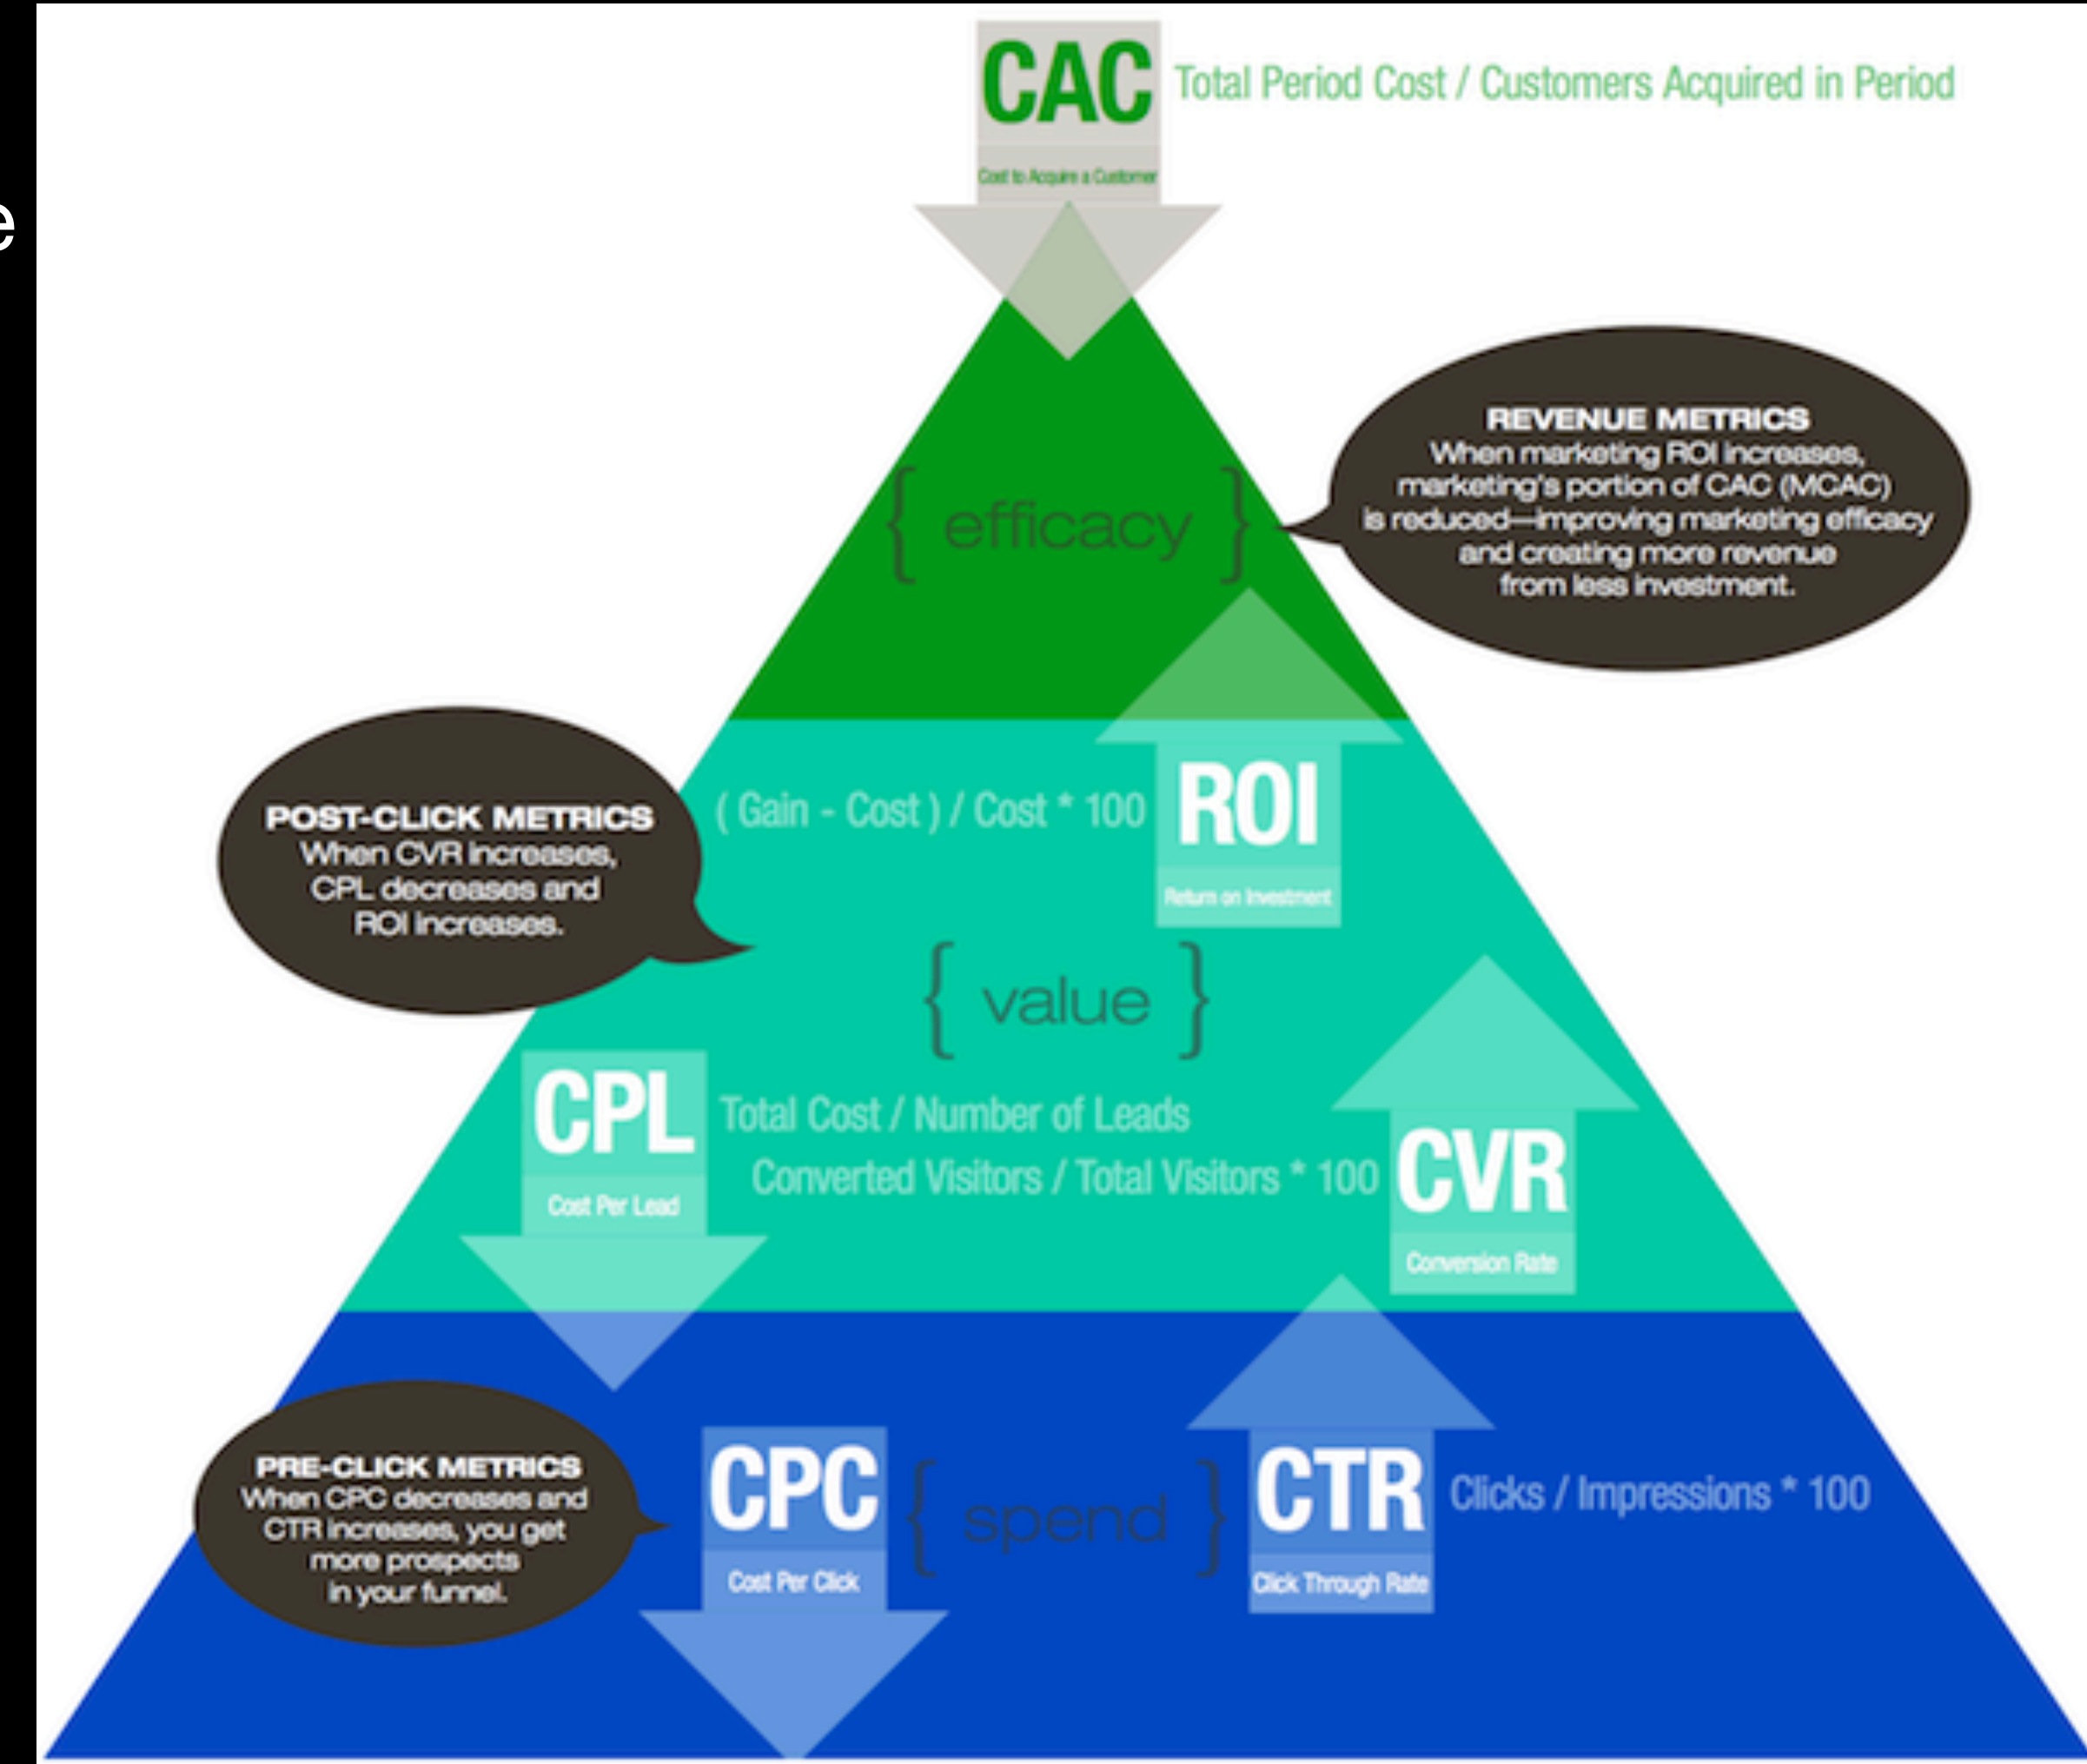 e
CAC
Total Period Cost / Customers Acquired in Period
Cost to Acquire a Customer
REVENUE METRICS
When marketing ROI increases,
marketing's portion of CAC (MCAC)
is reduced—improving marketing efficacy
and creating more revenue
from less investment.
{ efficacy }
POST-CLICK METRICS
When CVR increases,
CPL decreases and
ROI increases.
( Gain - Cost ) / Cost * 100
ROI
Return on Investment
{ value }
CPL
Total Cost / Number of Leads
Cost Per Lead
Converted Visitors / Total Visitors * 100
CVR
Conversion Rate
PRE-CLICK METRICS
When CPC decreases and
CTR increases, you get
more prospects
in your funnel.
CPC
Cost Per Click
{ spend }
CTR
Click Through Rate
Clicks / Impressions * 100